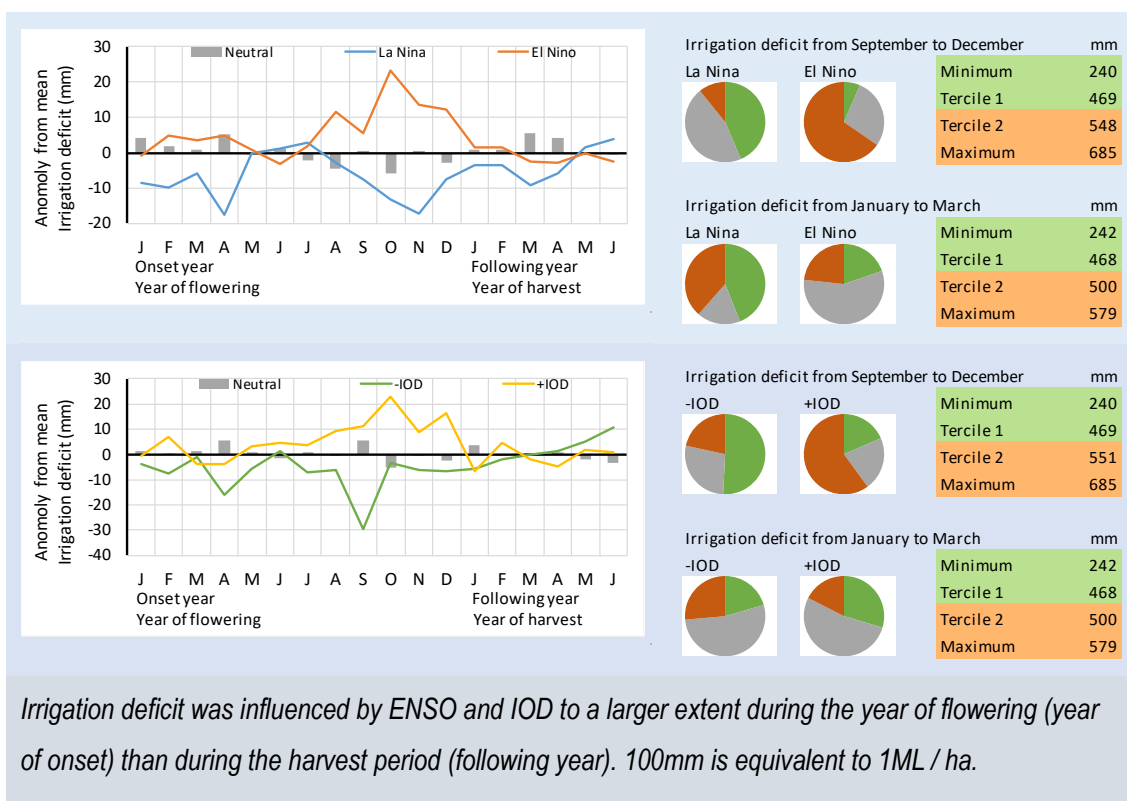 30
20
10
0
-10
-20
Anomoly from mean
Irrigation deficit (mm)
Neutral La Nina El Nino
J F M A M J J A S O N D J F M A M J
Onset year Following year
Year of flowering Year of harvest
Irrigation deficit from September to December mm
La Nina El Nino
Minimum 240
Tercile 1 469
Tercile 2 548
Maximum 685
Irrigation deficit from January to March mm
La Nina El Nino
Minimum 242
Tercile 1 468
Tercile 2 500
Maximum 579
30
20
10
0
-10
-20
-30
-40
Anomoly from mean
Irrigation deficit (mm)
Neutral -IOD +IOD
J F M A M J J A S O N D J F M A M J
Onset year Following year
Year of flowering Year of harvest
Irrigation deficit from September to December mm
-IOD +IOD
Minimum 240
Tercile 1 469
Tercile 2 551
Maximum 685
Irrigation deficit from January to March mm
-IOD +IOD
Minimum 242
Tercile 1 468
Tercile 2 500
Maximum 579
Irrigation deficit was influenced by ENSO and IOD to a larger extent during the year of flowering (year
of onset) than during the harvest period (following year). 100mm is equivalent to 1ML / ha.